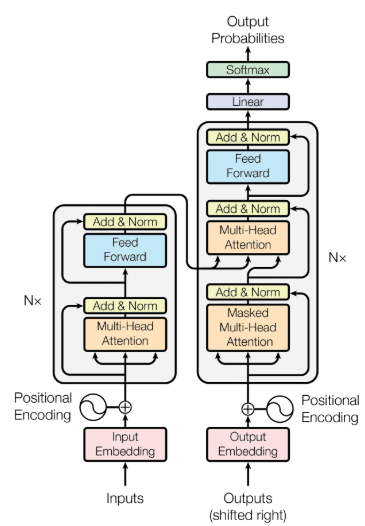 Output
Probabilities
Softmax
Linear
Add & Norm
Feed
Forward
Add & Norm
Multi-Head
Attention
Add & Norm
Masked
Multi-Head
Attention
N×
Positional
Encoding
Output
Embedding
Outputs
(shifted right)
Add & Norm
Feed
Forward
Add & Norm
Multi-Head
Attention
N×
Positional
Encoding
Input
Embedding
Inputs